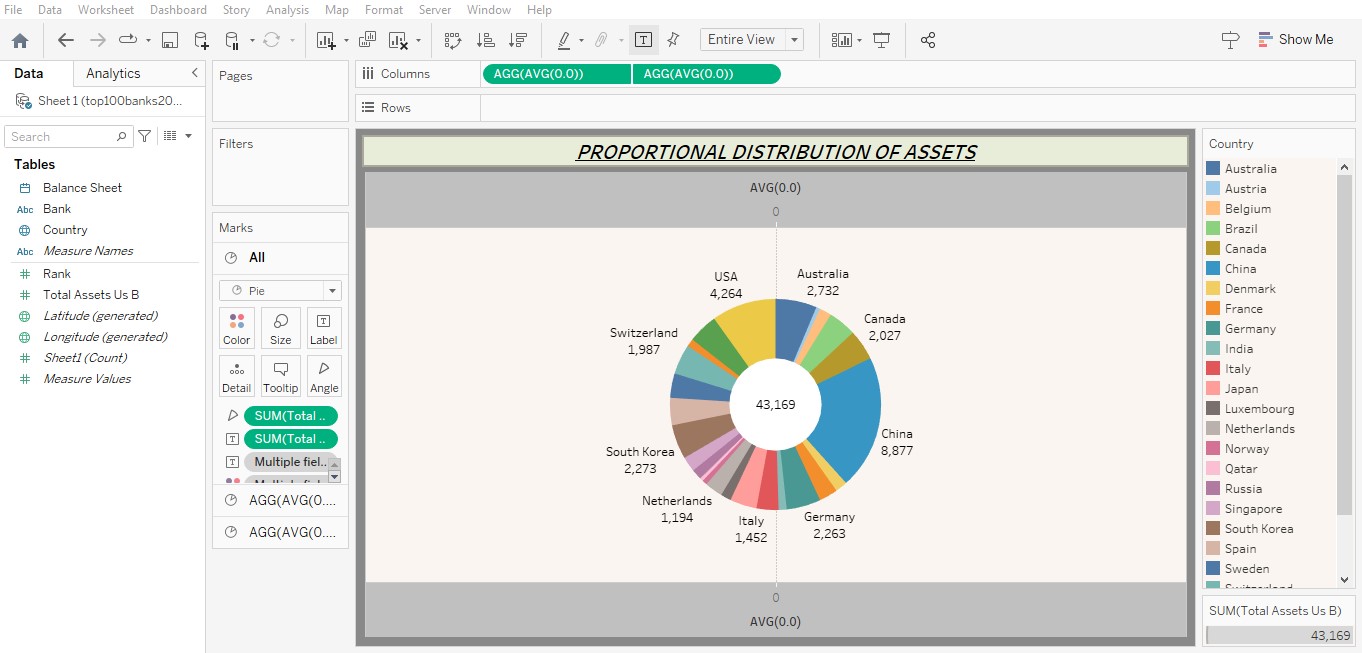 File Data Worksheet Dashboard Story Analysis Map Format Server Window Help
Entire View
Show Me
Data Analytics
Sheet 1 (top100banks20...
Search
Tables
Balance Sheet
Abc Bank
Country
Abc Measure Names
Rank
Total Assets Us B
Latitude (generated)
Longitude (generated)
Sheet1 (Count)
Measure Values
Pages
Filters
Marks
All
Pie
Color Size Label
Detail Tooltip Angle
SUM(Total ..
SUM(Total ..
Multiple fiel..
Multiple fiel..
AGG(AVG(0....
AGG(AVG(0....
Columns AGG(AVG(0.0)) AGG(AVG(0.0))
Rows
PROPORTIONAL DISTRIBUTION OF ASSETS
AVG(0.0)
0
USA
4,264
Australia
2,732
Canada
2,027
Switzerland
1,987
43,169
China
8,877
South Korea
2,273
Netherlands
1,194
Italy
1,452
Germany
2,263
0
AVG(0.0)
Country
Australia
Austria
Belgium
Brazil
Canada
China
Denmark
France
Germany
India
Italy
Japan
Luxembourg
Netherlands
Norway
Qatar
Russia
Singapore
South Korea
Spain
Sweden
Switzerland
SUM(Total Assets Us B)
43,169